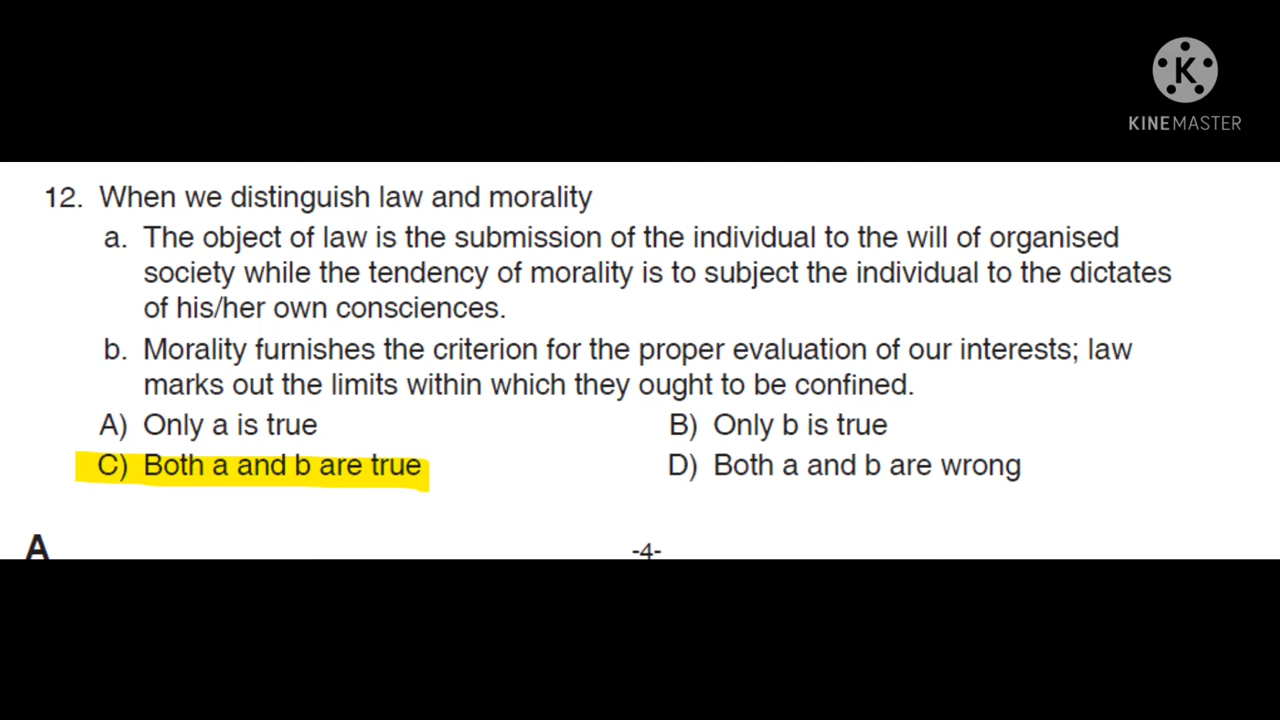 K
KINEMASTER
12. When we distinguish law and morality
a. The object of law is the submission of the individual to the will of organised
society while the tendency of morality is to subject the individual to the dictates
of his/her own consciences.
b. Morality furnishes the criterion for the proper evaluation of our interests; law
marks out the limits within which they ought to be confined.
A) Only a is true B) Only b is true
C) Both a and b are true D) Both a and b are wrong
A -4-